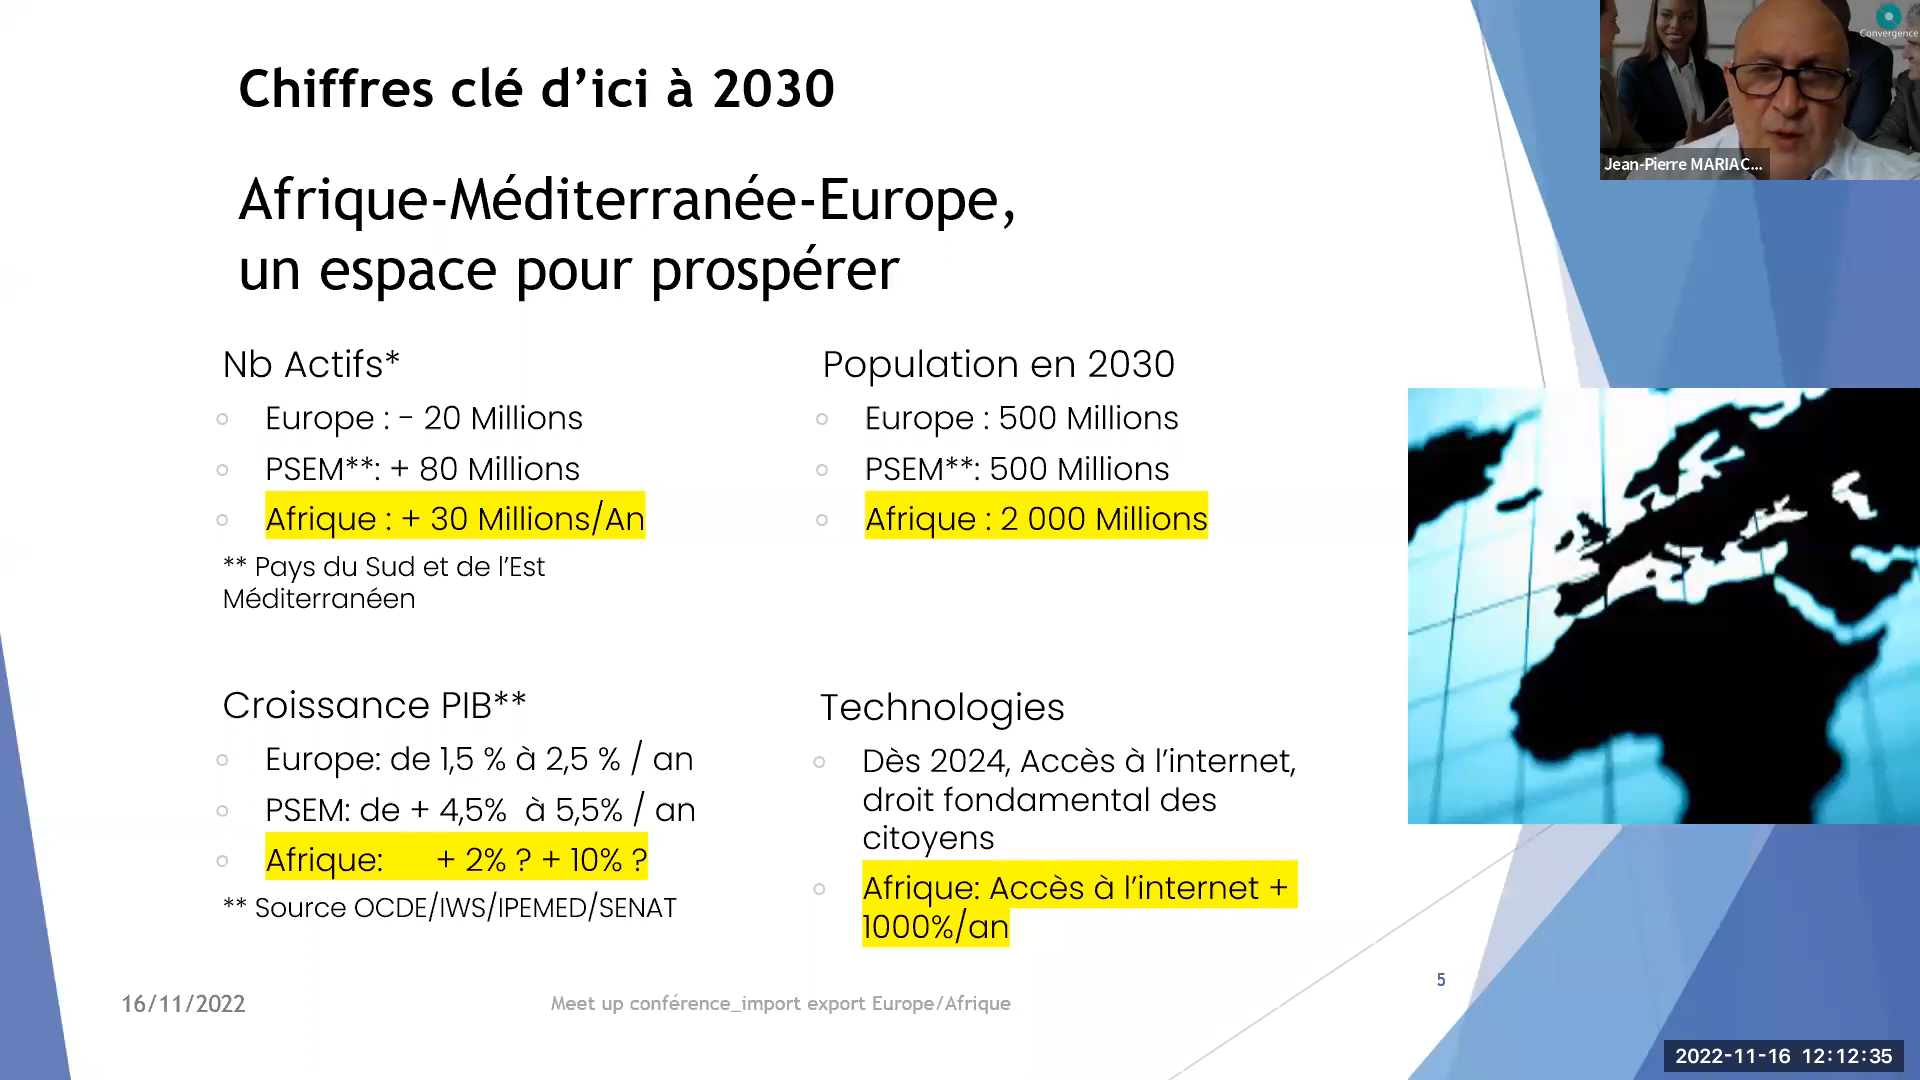 Chiffres clé d’ici à 2030
Afrique-Méditerranée-Europe,
un espace pour prospérer
Nb Actifs*
Europe : - 20 Millions
PSEM**: + 80 Millions
Afrique : + 30 Millions/An
** Pays du Sud et de l’Est
Méditerranéen
Population en 2030
Europe : 500 Millions
PSEM**: 500 Millions
Afrique : 2 000 Millions
Croissance PIB**
Europe: de 1,5 % à 2,5 % / an
PSEM: de + 4,5% à 5,5% / an
Afrique: + 2% ? + 10% ?
** Source OCDE/IWS/IPEMED/SENAT
Technologies
Dès 2024, Accès à l’internet,
droit fondamental des
citoyens
Afrique: Accès à l’internet +
1000%/an
16/11/2022
Meet up conférence_import export Europe/Afrique
5
Convergence
Jean-Pierre MARIAC...
2022-11-16 12:12:35